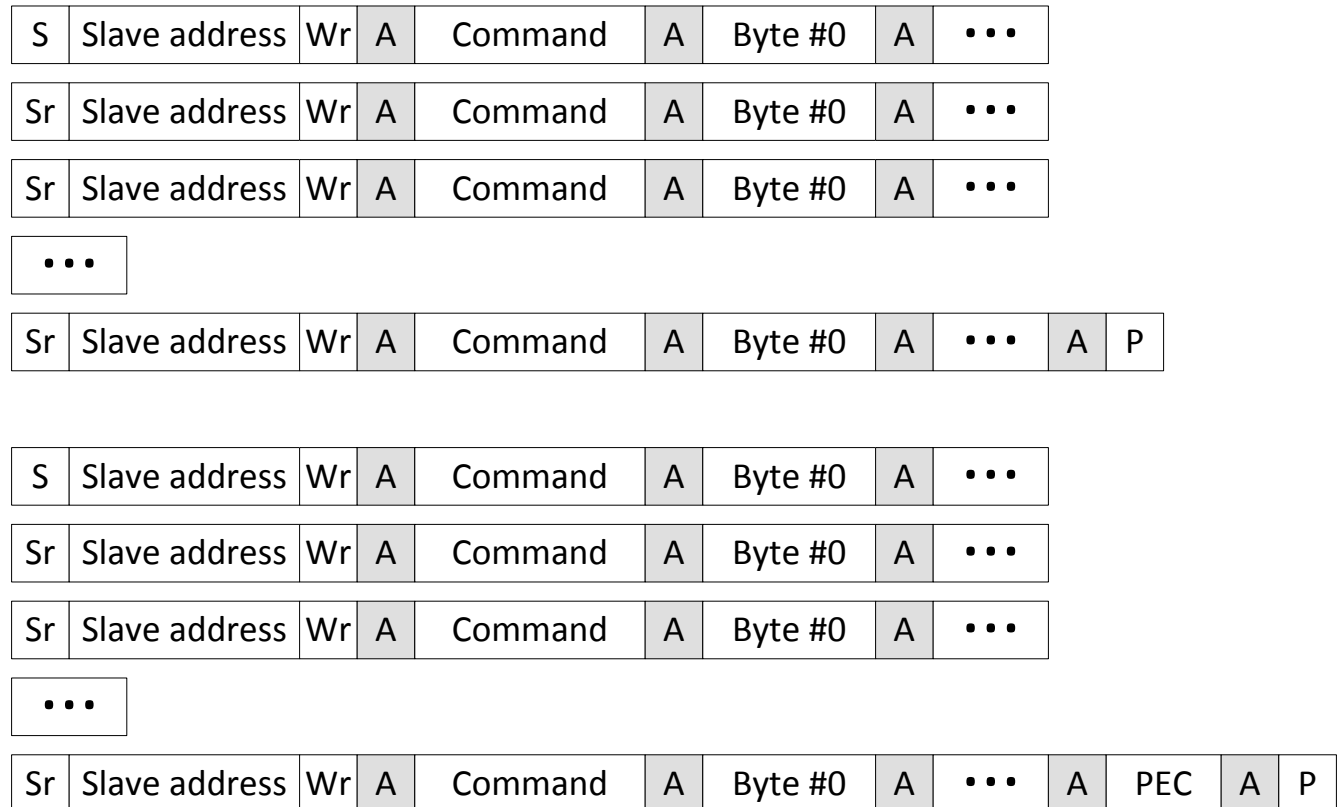 S Slave address Wr A Command A Byte #0 A •••
Sr Slave address Wr A Command A Byte #0 A •••
Sr Slave address Wr A Command A Byte #0 A •••
•••
Sr Slave address Wr A Command A Byte #0 A ••• A P
S Slave address Wr A Command A Byte #0 A •••
Sr Slave address Wr A Command A Byte #0 A •••
Sr Slave address Wr A Command A Byte #0 A •••
•••
Sr Slave address Wr A Command A Byte #0 A ••• A PEC A P